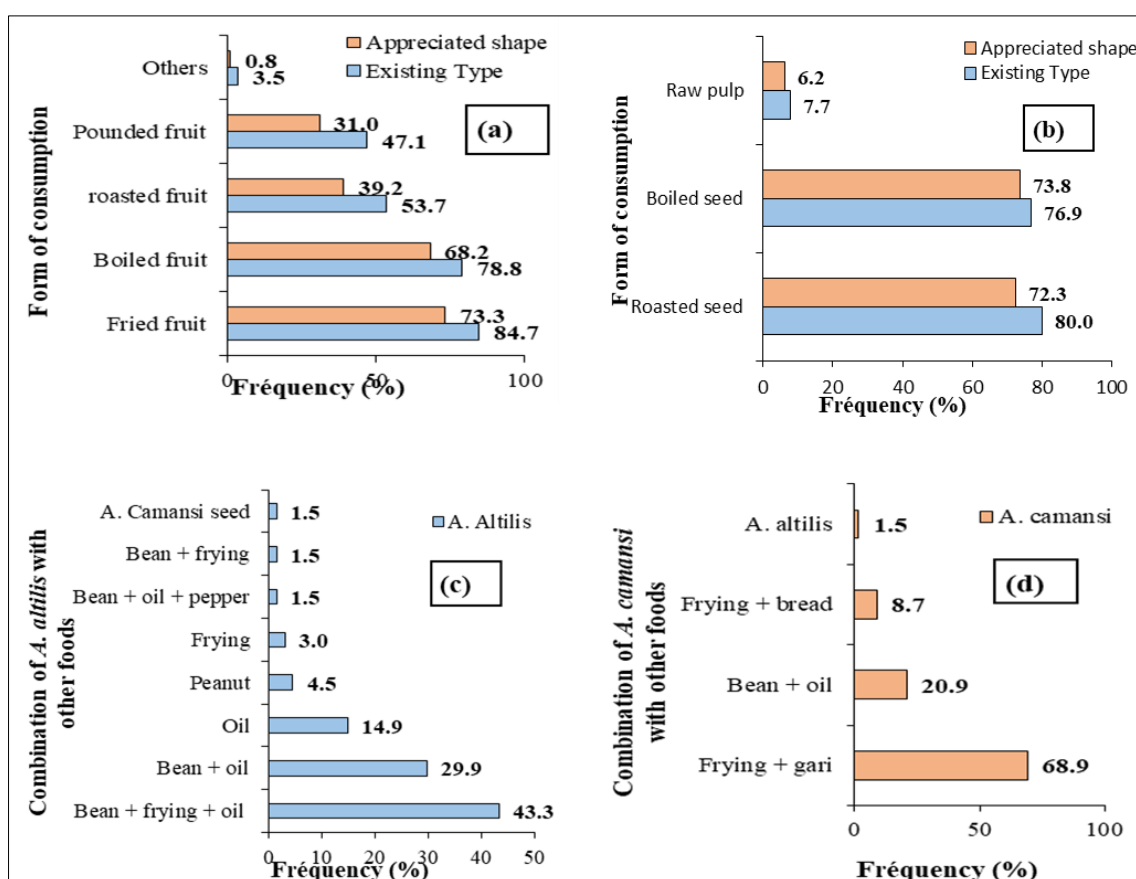 Appreciated shape
Existing Type
(a)
Form of consumption
Others
0.8
3.5
Pounded fruit
31.0
47.1
roasted fruit
39.2
53.7
Boiled fruit
68.2
78.8
Fried fruit
73.3
84.7
0 50 100
Fréquency (%)
Appreciated shape
Existing Type
(b)
Form of consumption
Raw pulp
6.2
7.7
Boiled seed
73.8
76.9
Roasted seed
72.3
80.0
0 20 40 60 80 100
Fréquency (%)
A. Altilis
(c)
Combination of A. altilis with
other foods
A. Camansi seed
1.5
Bean + frying
1.5
Bean + oil + pepper
1.5
Frying
3.0
Peanut
4.5
Oil
14.9
Bean + oil
29.9
Bean + frying + oil
43.3
0 10 20 30 40 50
Fréquency (%)
A. camansi
(d)
Combination of A. camansi
with other foods
A. altilis
1.5
Frying + bread
8.7
Bean + oil
20.9
Frying + gari
68.9
0 50 100
Fréquency (%)